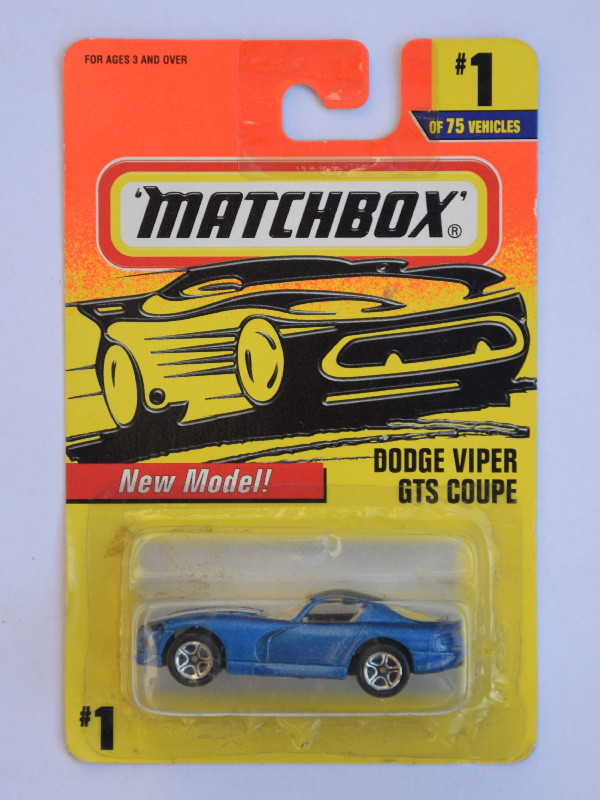 FOR AGES 3 AND OVER
#1
OF 75 VEHICLES
'MATCHBOX'®
New Model!
DODGE VIPER
GTS COUPE
#1